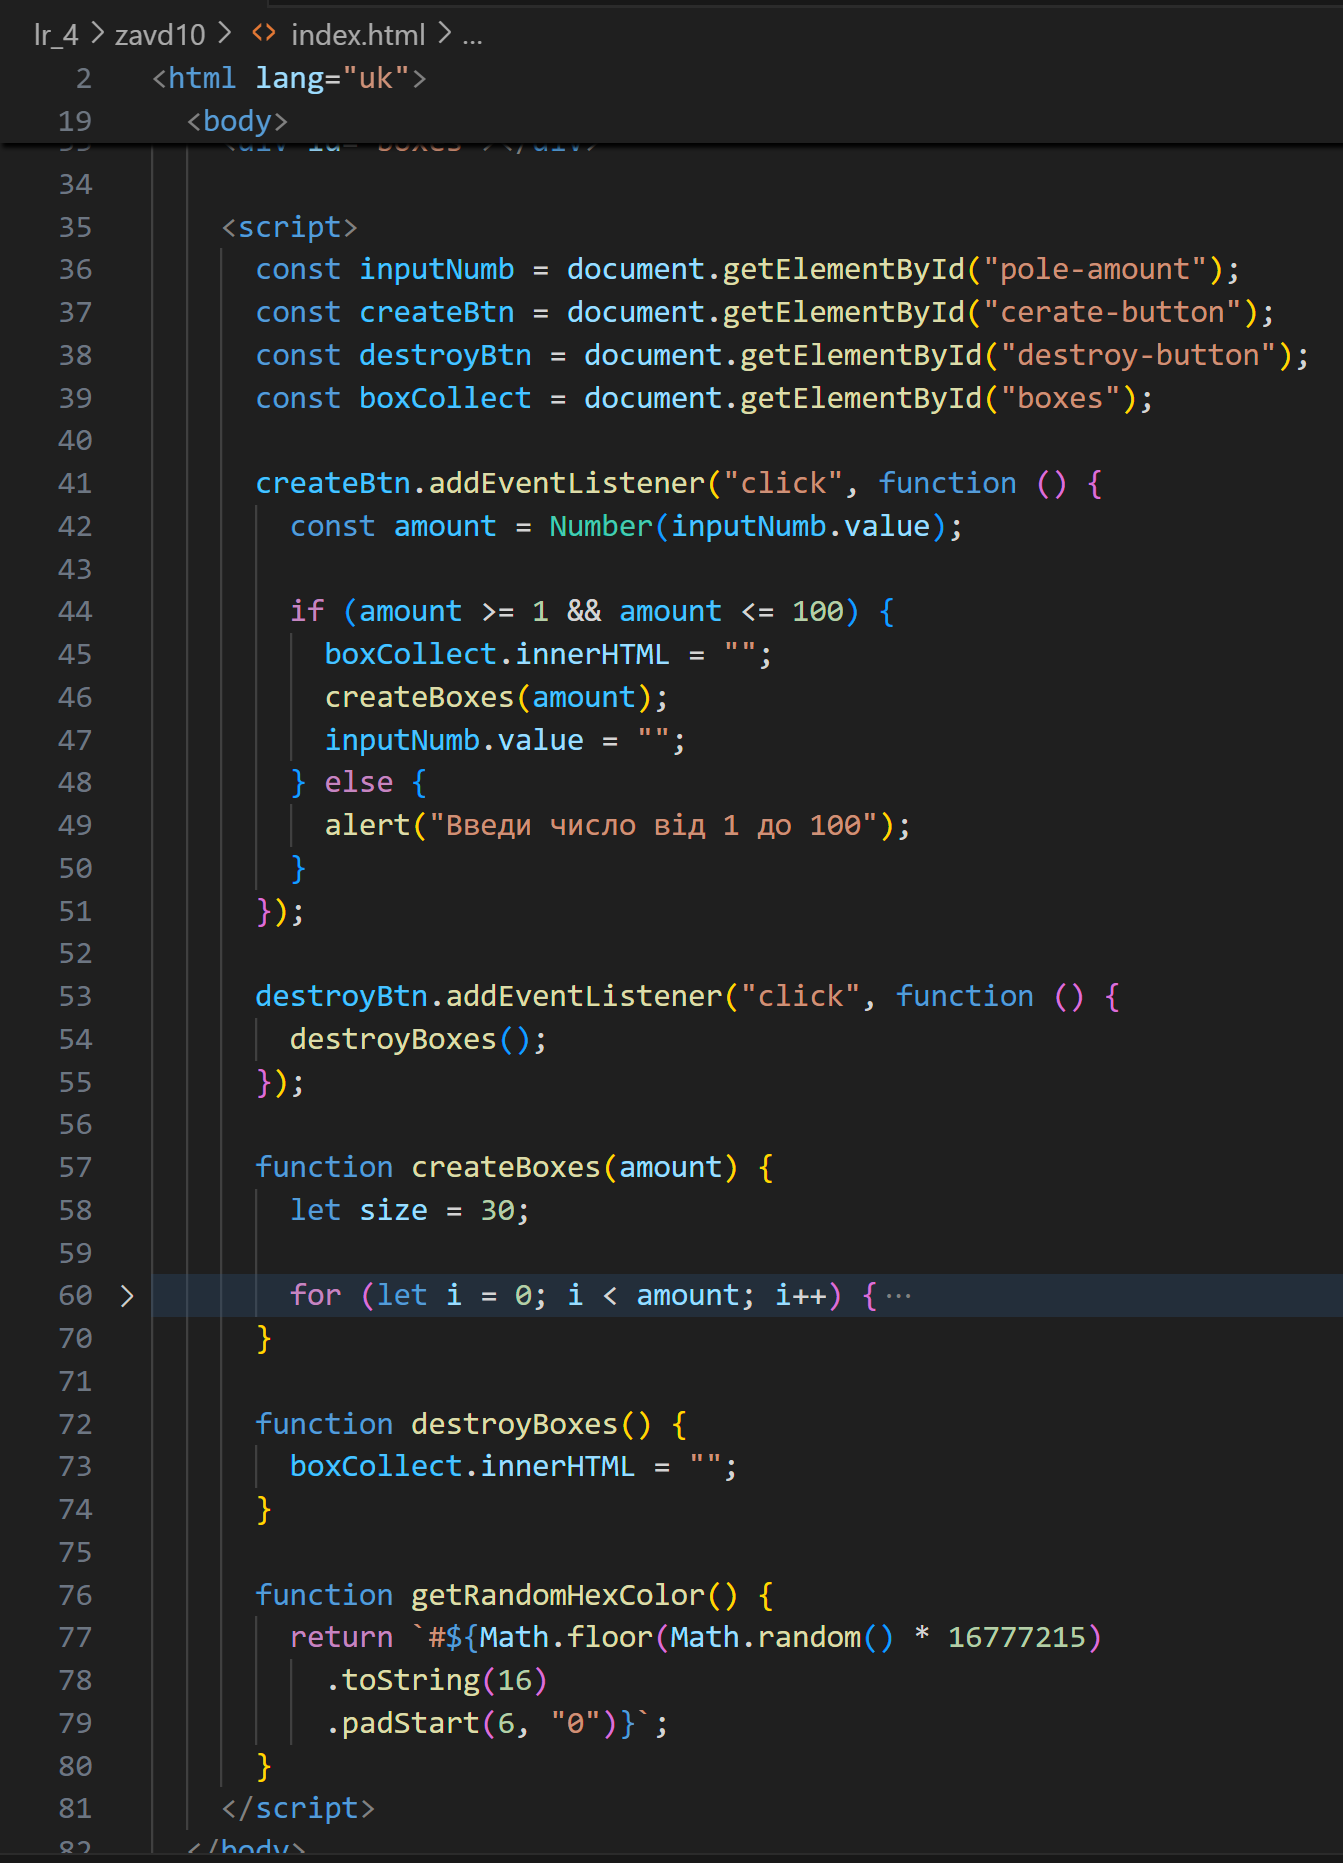 lr_4 > zavd10 > <> index.html > ...
2 <html lang="uk">
19 <body>
33 <div id="boxes"></div>
34
35 <script>
36 const inputNumb = document.getElementById("pole-amount");
37 const createBtn = document.getElementById("cerate-button");
38 const destroyBtn = document.getElementById("destroy-button");
39 const boxCollect = document.getElementById("boxes");
40
41 createBtn.addEventListener("click", function () {
42 const amount = Number(inputNumb.value);
43
44 if (amount >= 1 && amount <= 100) {
45 boxCollect.innerHTML = "";
46 createBoxes(amount);
47 inputNumb.value = "";
48 } else {
49 alert("Введи число від 1 до 100");
50 }
51 });
52
53 destroyBtn.addEventListener("click", function () {
54 destroyBoxes();
55 });
56
57 function createBoxes(amount) {
58 let size = 30;
59
60 > for (let i = 0; i < amount; i++) {···
70 }
71
72 function destroyBoxes() {
73 boxCollect.innerHTML = "";
74 }
75
76 function getRandomHexColor() {
77 return `#${Math.floor(Math.random() * 16777215)
78 .toString(16)
79 .padStart(6, "0")}`;
80 }
81 </script>
82 </body>